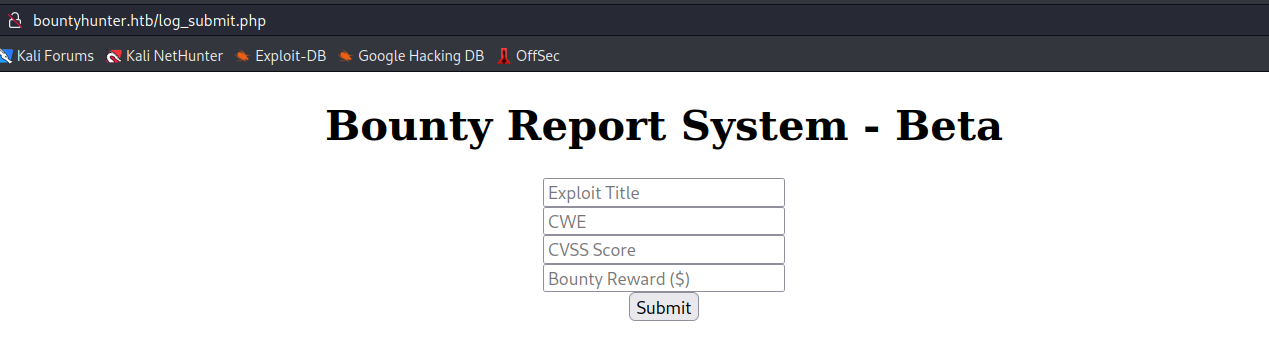 bountyhunter.htb/log_submit.php
Kali Forums Kali NetHunter Exploit-DB Google Hacking DB OffSec
Bounty Report System - Beta
Exploit Title
CWE
CVSS Score
Bounty Reward ($)
Submit